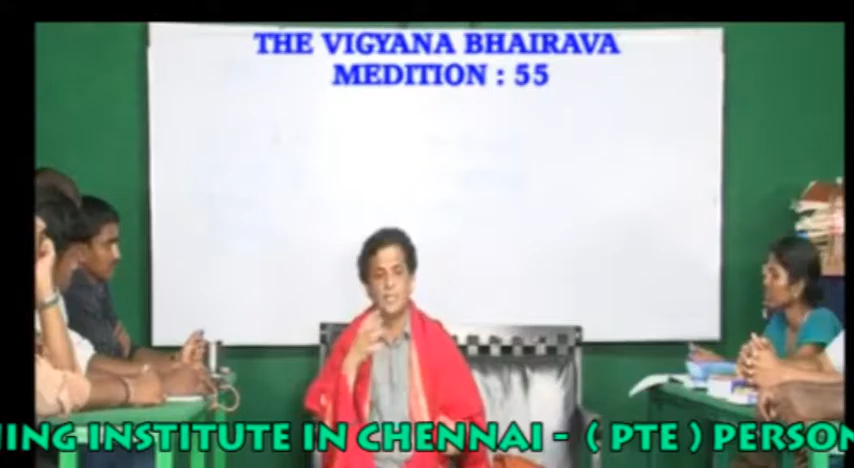 THE VIGYANA BHAIRAVA
MEDITION : 55
INSTITUTE IN CHENNAI - ( PTE ) PERSON